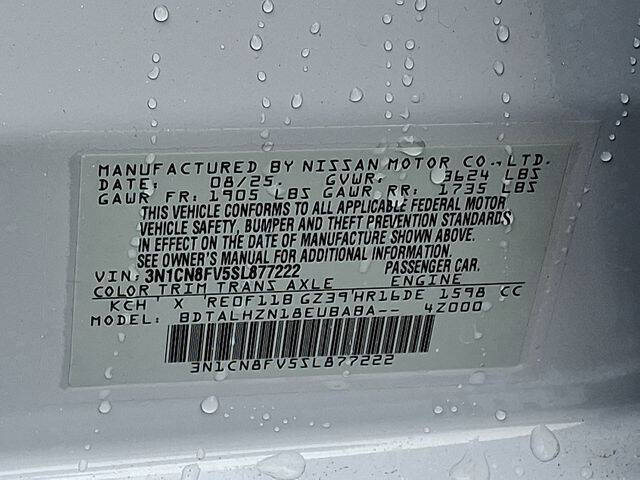 MANUFACTURED BY NISSAN MOTOR CO., LTD.
DATE: 08/25, GVWR: 3624 LBS
GAWR FR: 1905 LBS GAWR RR: 1735 LBS
THIS VEHICLE CONFORMS TO ALL APPLICABLE FEDERAL MOTOR
VEHICLE SAFETY, BUMPER AND THEFT PREVENTION STANDARDS
IN EFFECT ON THE DATE OF MANUFACTURE SHOWN ABOVE.
SEE OWNER'S MANUAL FOR ADDITIONAL INFORMATION.
VIN: 3N1CN8FV5SL877222 PASSENGER CAR.
COLOR TRIM TRANS AXLE ENGINE
KCH X RE0F11B GZ39 HR16DE 1598 CC
MODEL: BDTALHZN18EUBABA-- 4Z000
3N1CN8FV5SL877222